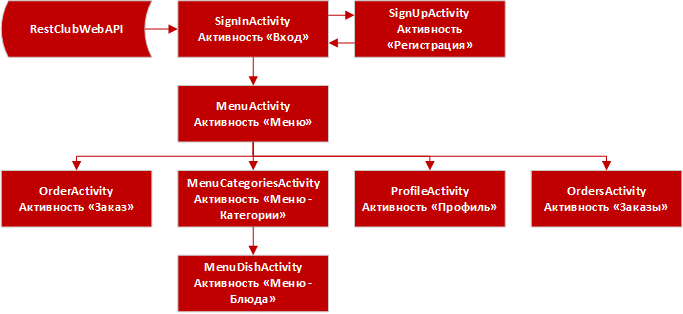 RestClubWebAPI
SignInActivity
Активность «Вход»
SignUpActivity
Активность
«Регистрация»
MenuActivity
Активность «Меню»
OrderActivity
Активность «Заказ»
MenuCategoriesActivity
Активность «Меню -
Категории»
ProfileActivity
Активность «Профиль»
OrdersActivity
Активность «Заказы»
MenuDishActivity
Активность «Меню -
Блюда»